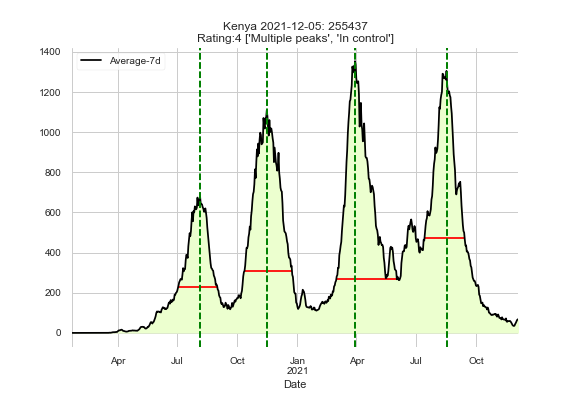 Kenya 2021-12-05: 255437
Rating:4 ['Multiple peaks', 'In control']
Average-7d
1400
1200
1000
800
600
400
200
0
Apr Jul Oct Jan Apr Jul Oct
2021
Date